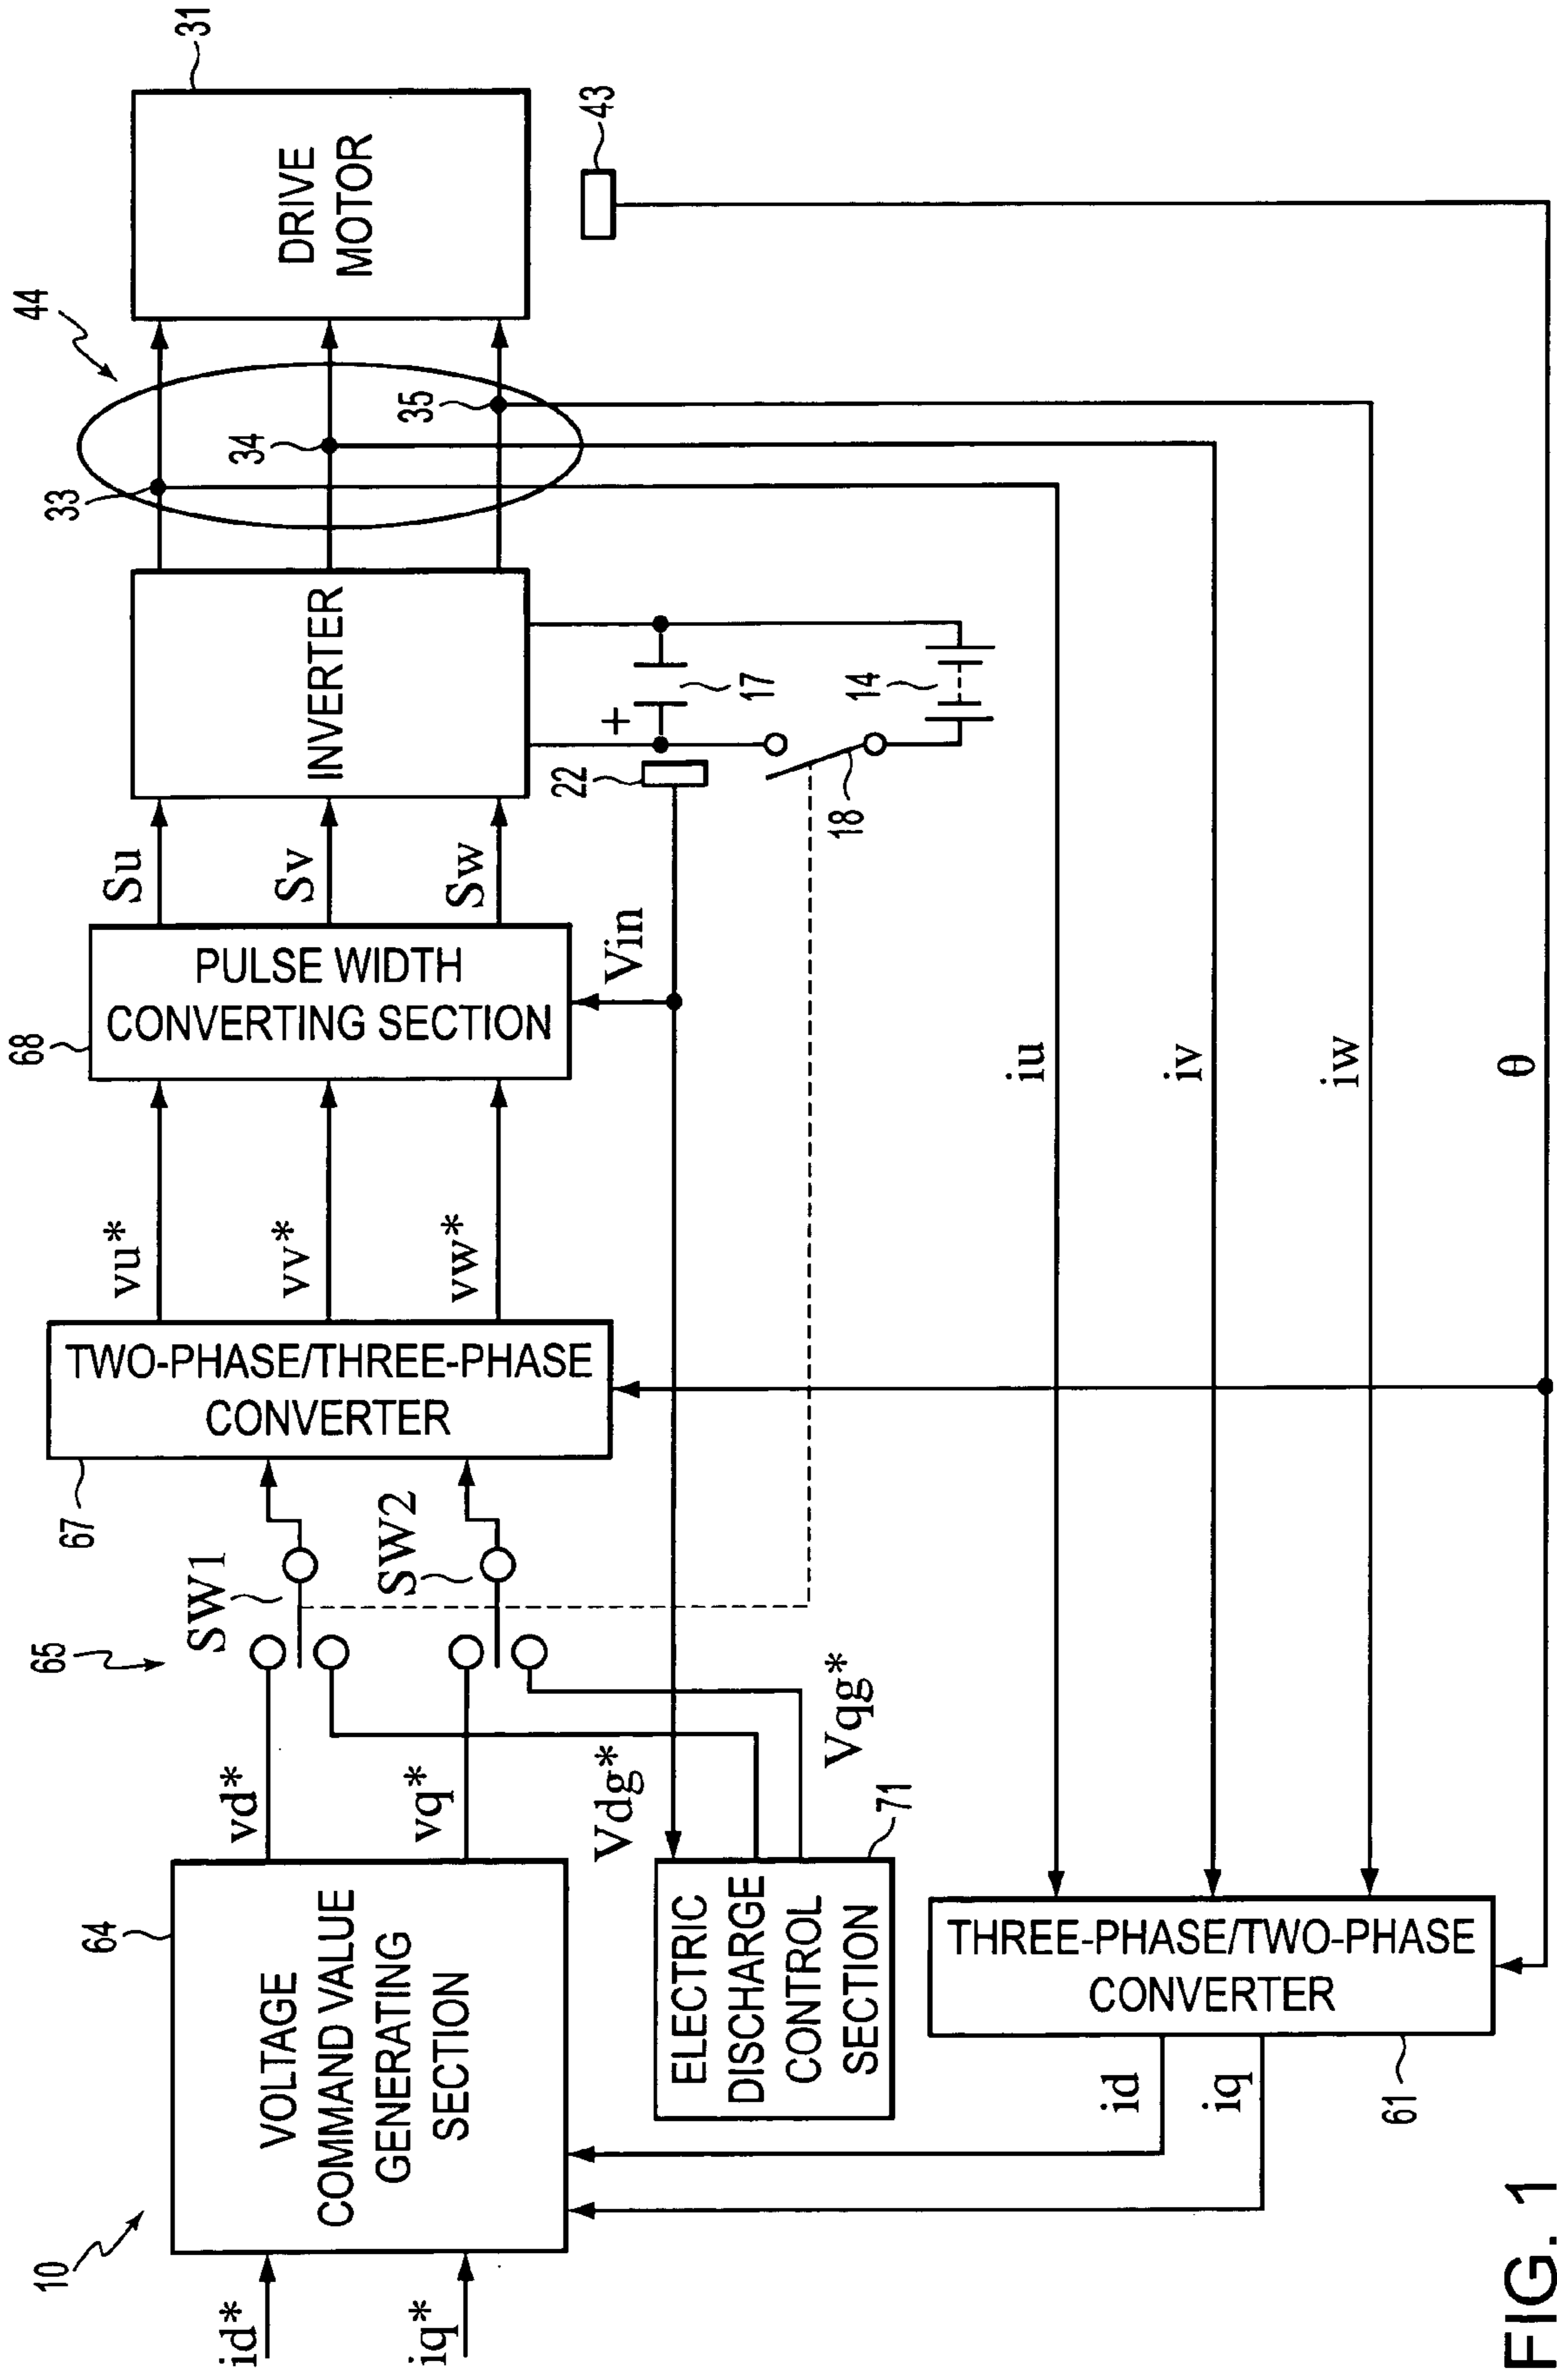 10
id*
iq*
64
VOLTAGE
COMMAND VALUE
GENERATING
SECTION
vd*
vq*
65
SW1
SW2
67
TWO-PHASE/THREE-PHASE
CONVERTER
vu*
vv*
vw*
68
PULSE WIDTH
CONVERTING SECTION
Su
Sv
Sw
INVERTER
33
34
35
44
DRIVE
MOTOR
31
43
Vdg*
Vqg*
71
ELECTRIC
DISCHARGE
CONTROL
SECTION
Vin
22
+
17
18
14
iu
iv
iw
θ
THREE-PHASE/TWO-PHASE
CONVERTER
61
id
iq
FIG. 1